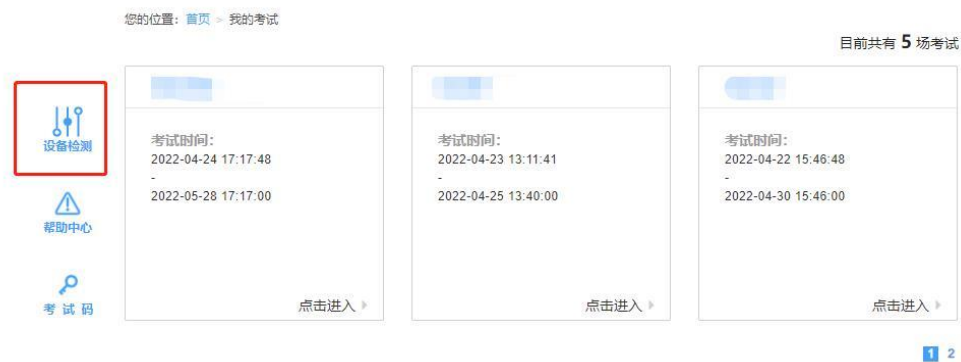 您的位置：首页 > 我的考试
目前共有 5 场考试
设备检测
帮助中心
考 试 码
考试时间：
2022-04-24 17:17:48
-
2022-05-28 17:17:00
点击进入
考试时间：
2022-04-23 13:11:41
-
2022-04-25 13:40:00
点击进入
考试时间：
2022-04-22 15:46:48
-
2022-04-30 15:46:00
点击进入
1 2